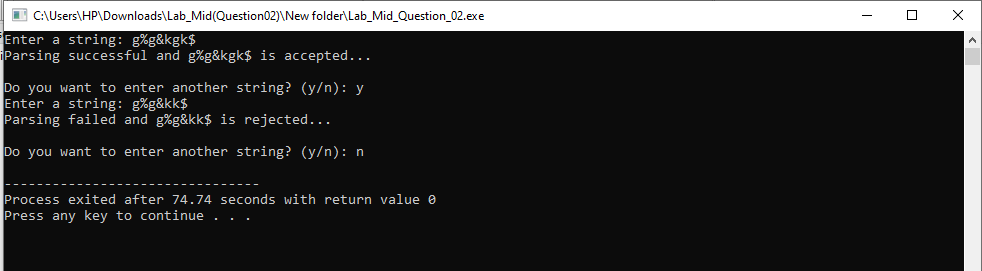 C:\Users\HP\Downloads\Lab_Mid(Question02)\New folder\Lab_Mid_Question_02.exe
Enter a string: g%g&kgk$
Parsing successful and g%g&kgk$ is accepted...
Do you want to enter another string? (y/n): y
Enter a string: g%g&kk$
Parsing failed and g%g&kk$ is rejected...
Do you want to enter another string? (y/n): n
--------------------------------
Process exited after 74.74 seconds with return value 0
Press any key to continue . . .